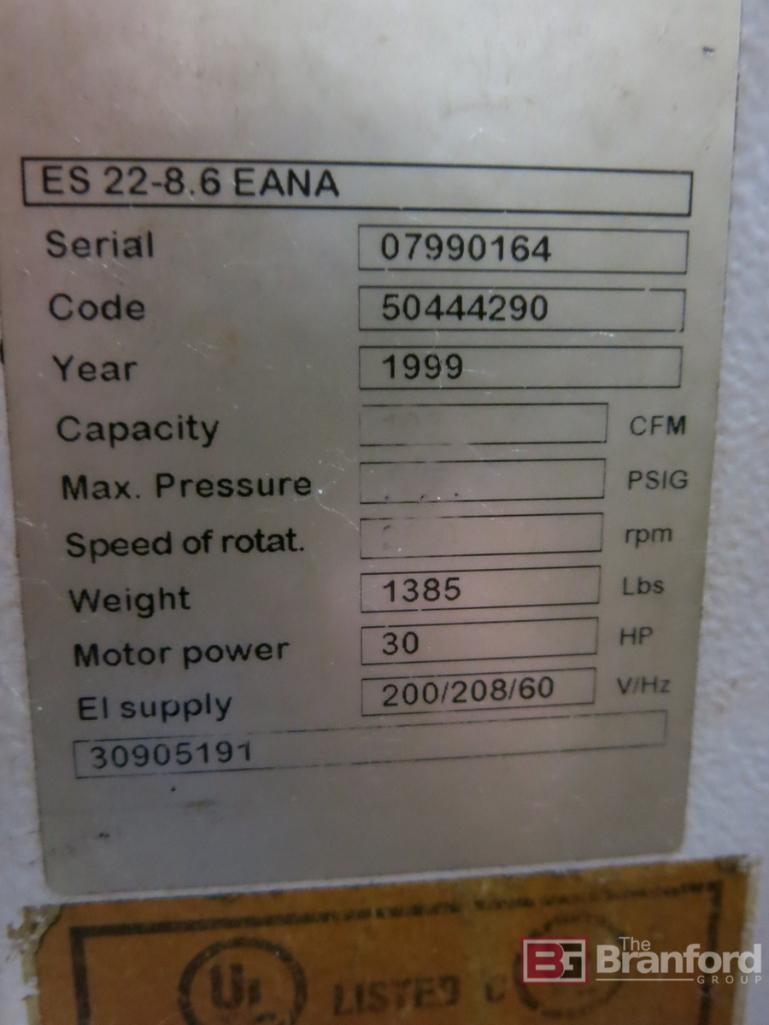 ES 22-8.6 EANA
Serial 07990164
Code 50444290
Year 1999
Capacity CFM
Max. Pressure PSIG
Speed of rotat. rpm
Weight 1385 Lbs
Motor power 30 HP
El supply 200/208/60 V/Hz
30905191
UL LISTED C
BG The Branford GROUP